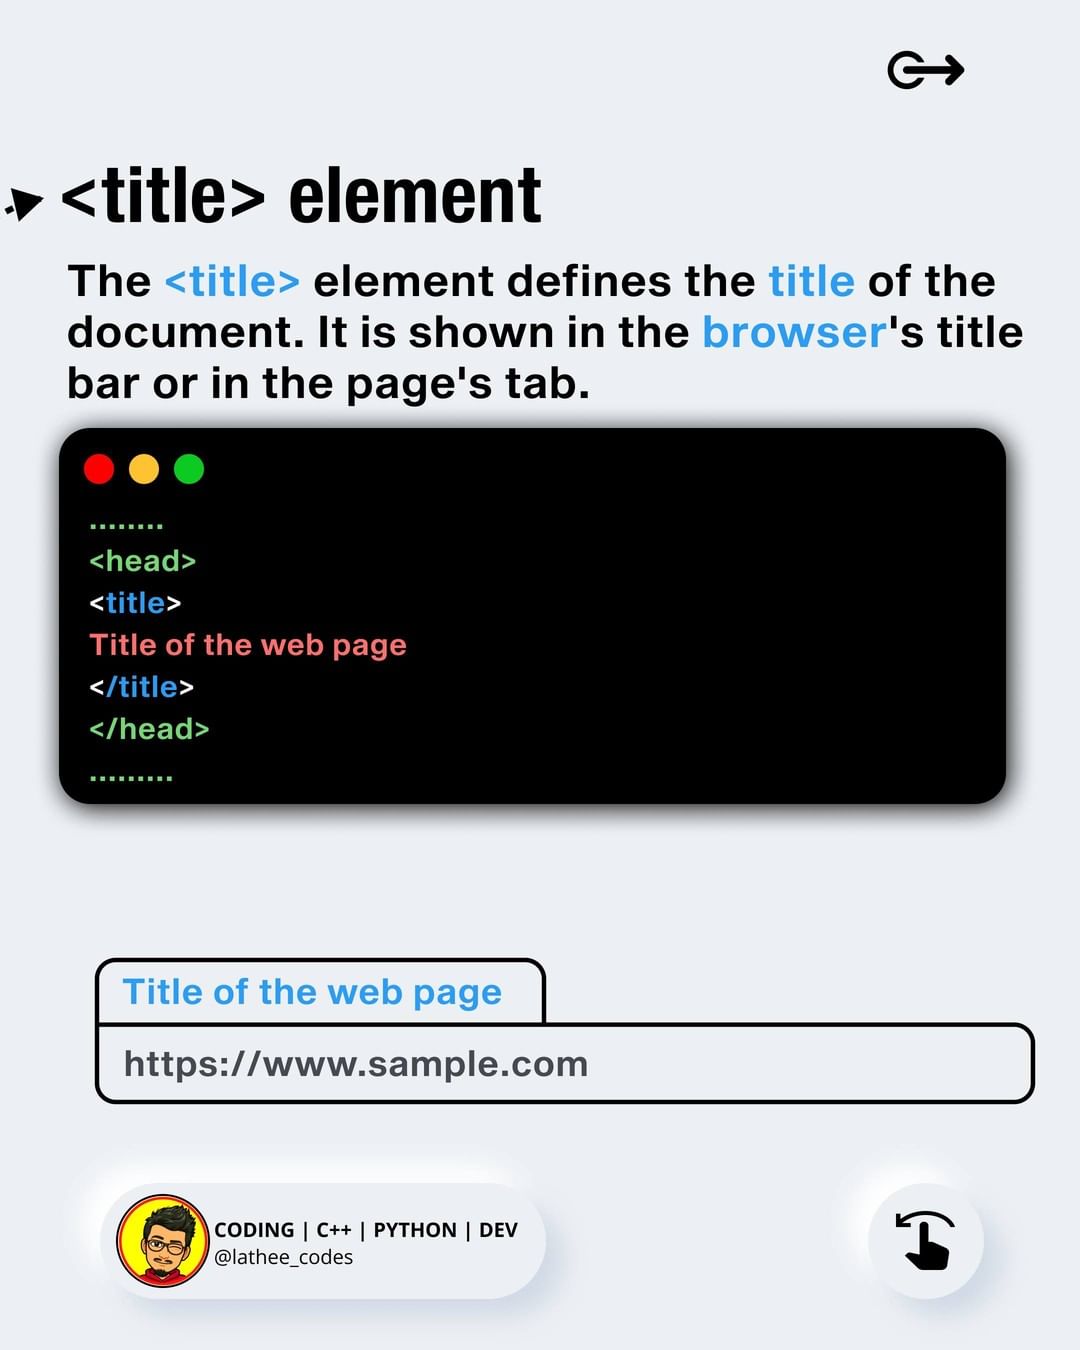 <title> element
The <title> element defines the title of the
document. It is shown in the browser's title
bar or in the page's tab.
........
<head>
<title>
Title of the web page
</title>
</head>
.........
Title of the web page
https://www.sample.com
CODING | C++ | PYTHON | DEV
@lathee_codes